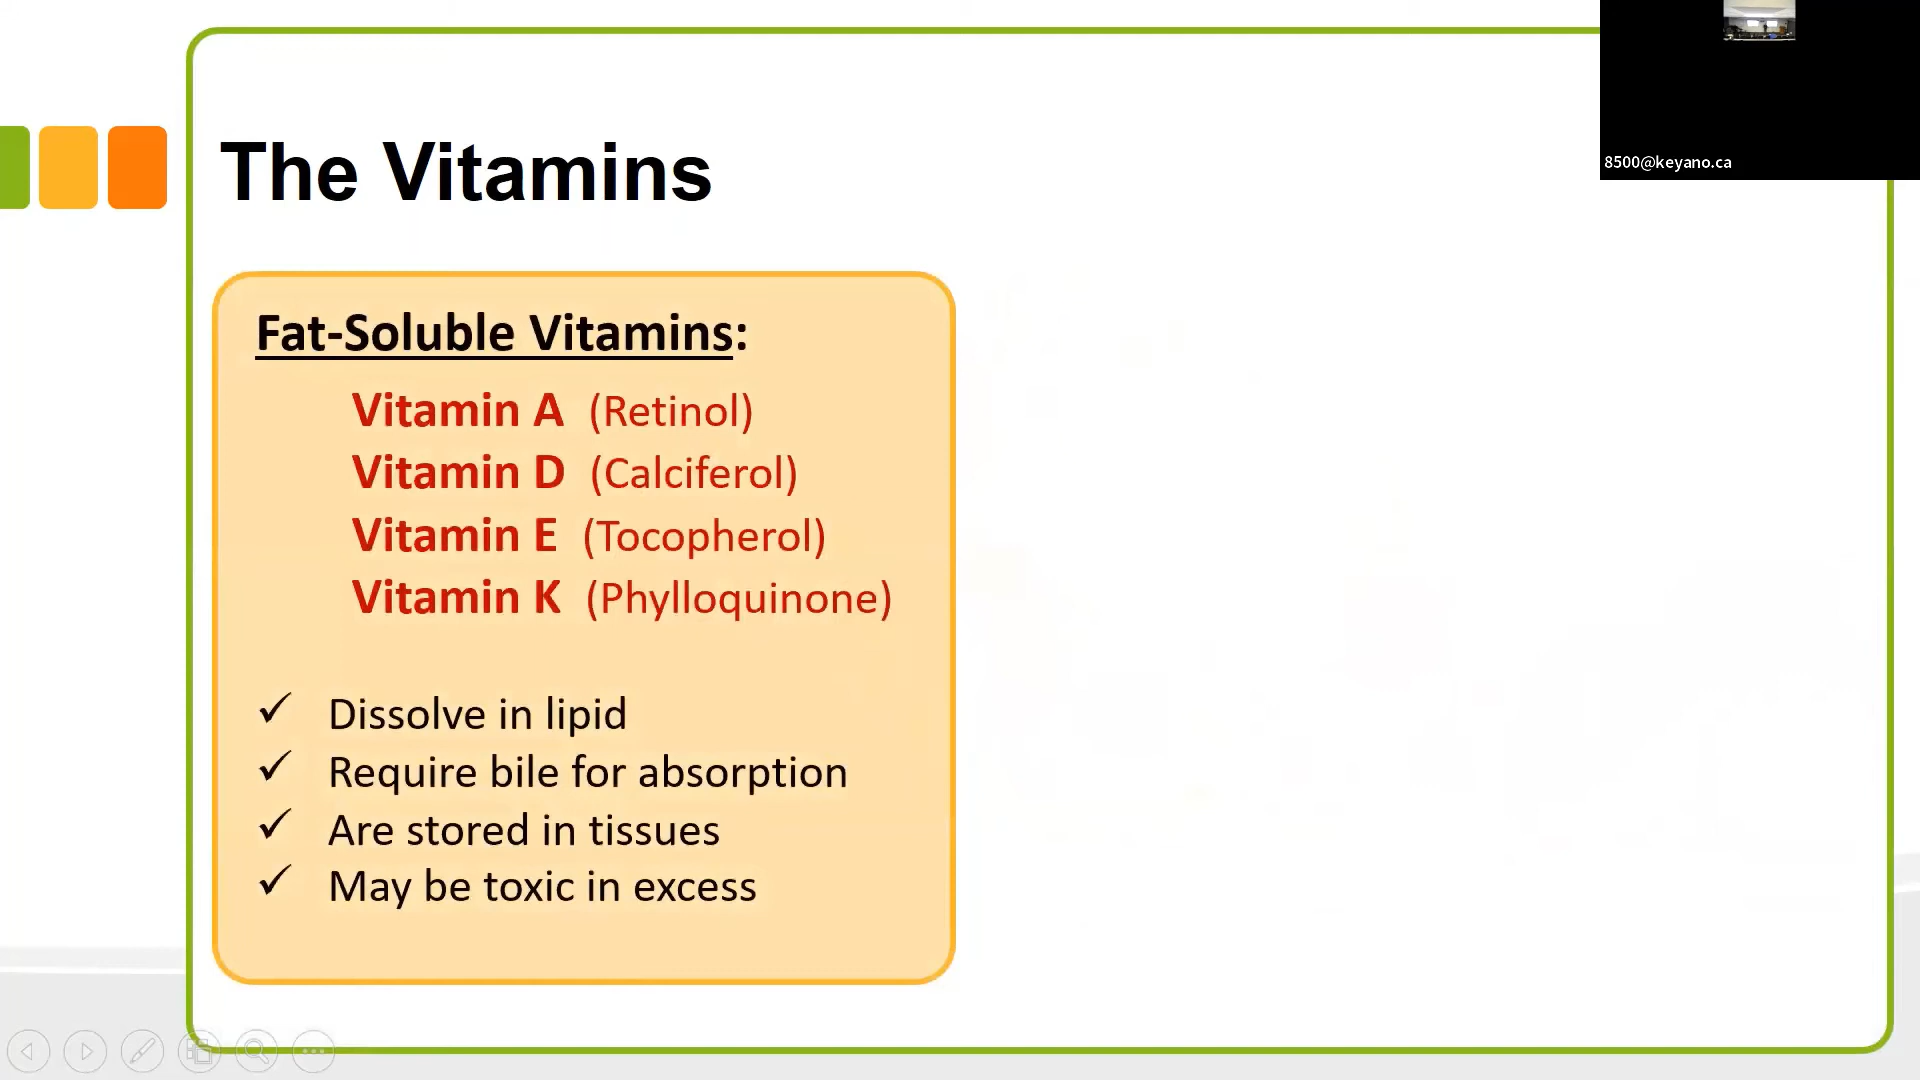 The Vitamins
8500@keyano.ca
Fat-Soluble Vitamins:
Vitamin A (Retinol)
Vitamin D (Calciferol)
Vitamin E (Tocopherol)
Vitamin K (Phylloquinone)
✓ Dissolve in lipid
✓ Require bile for absorption
✓ Are stored in tissues
✓ May be toxic in excess